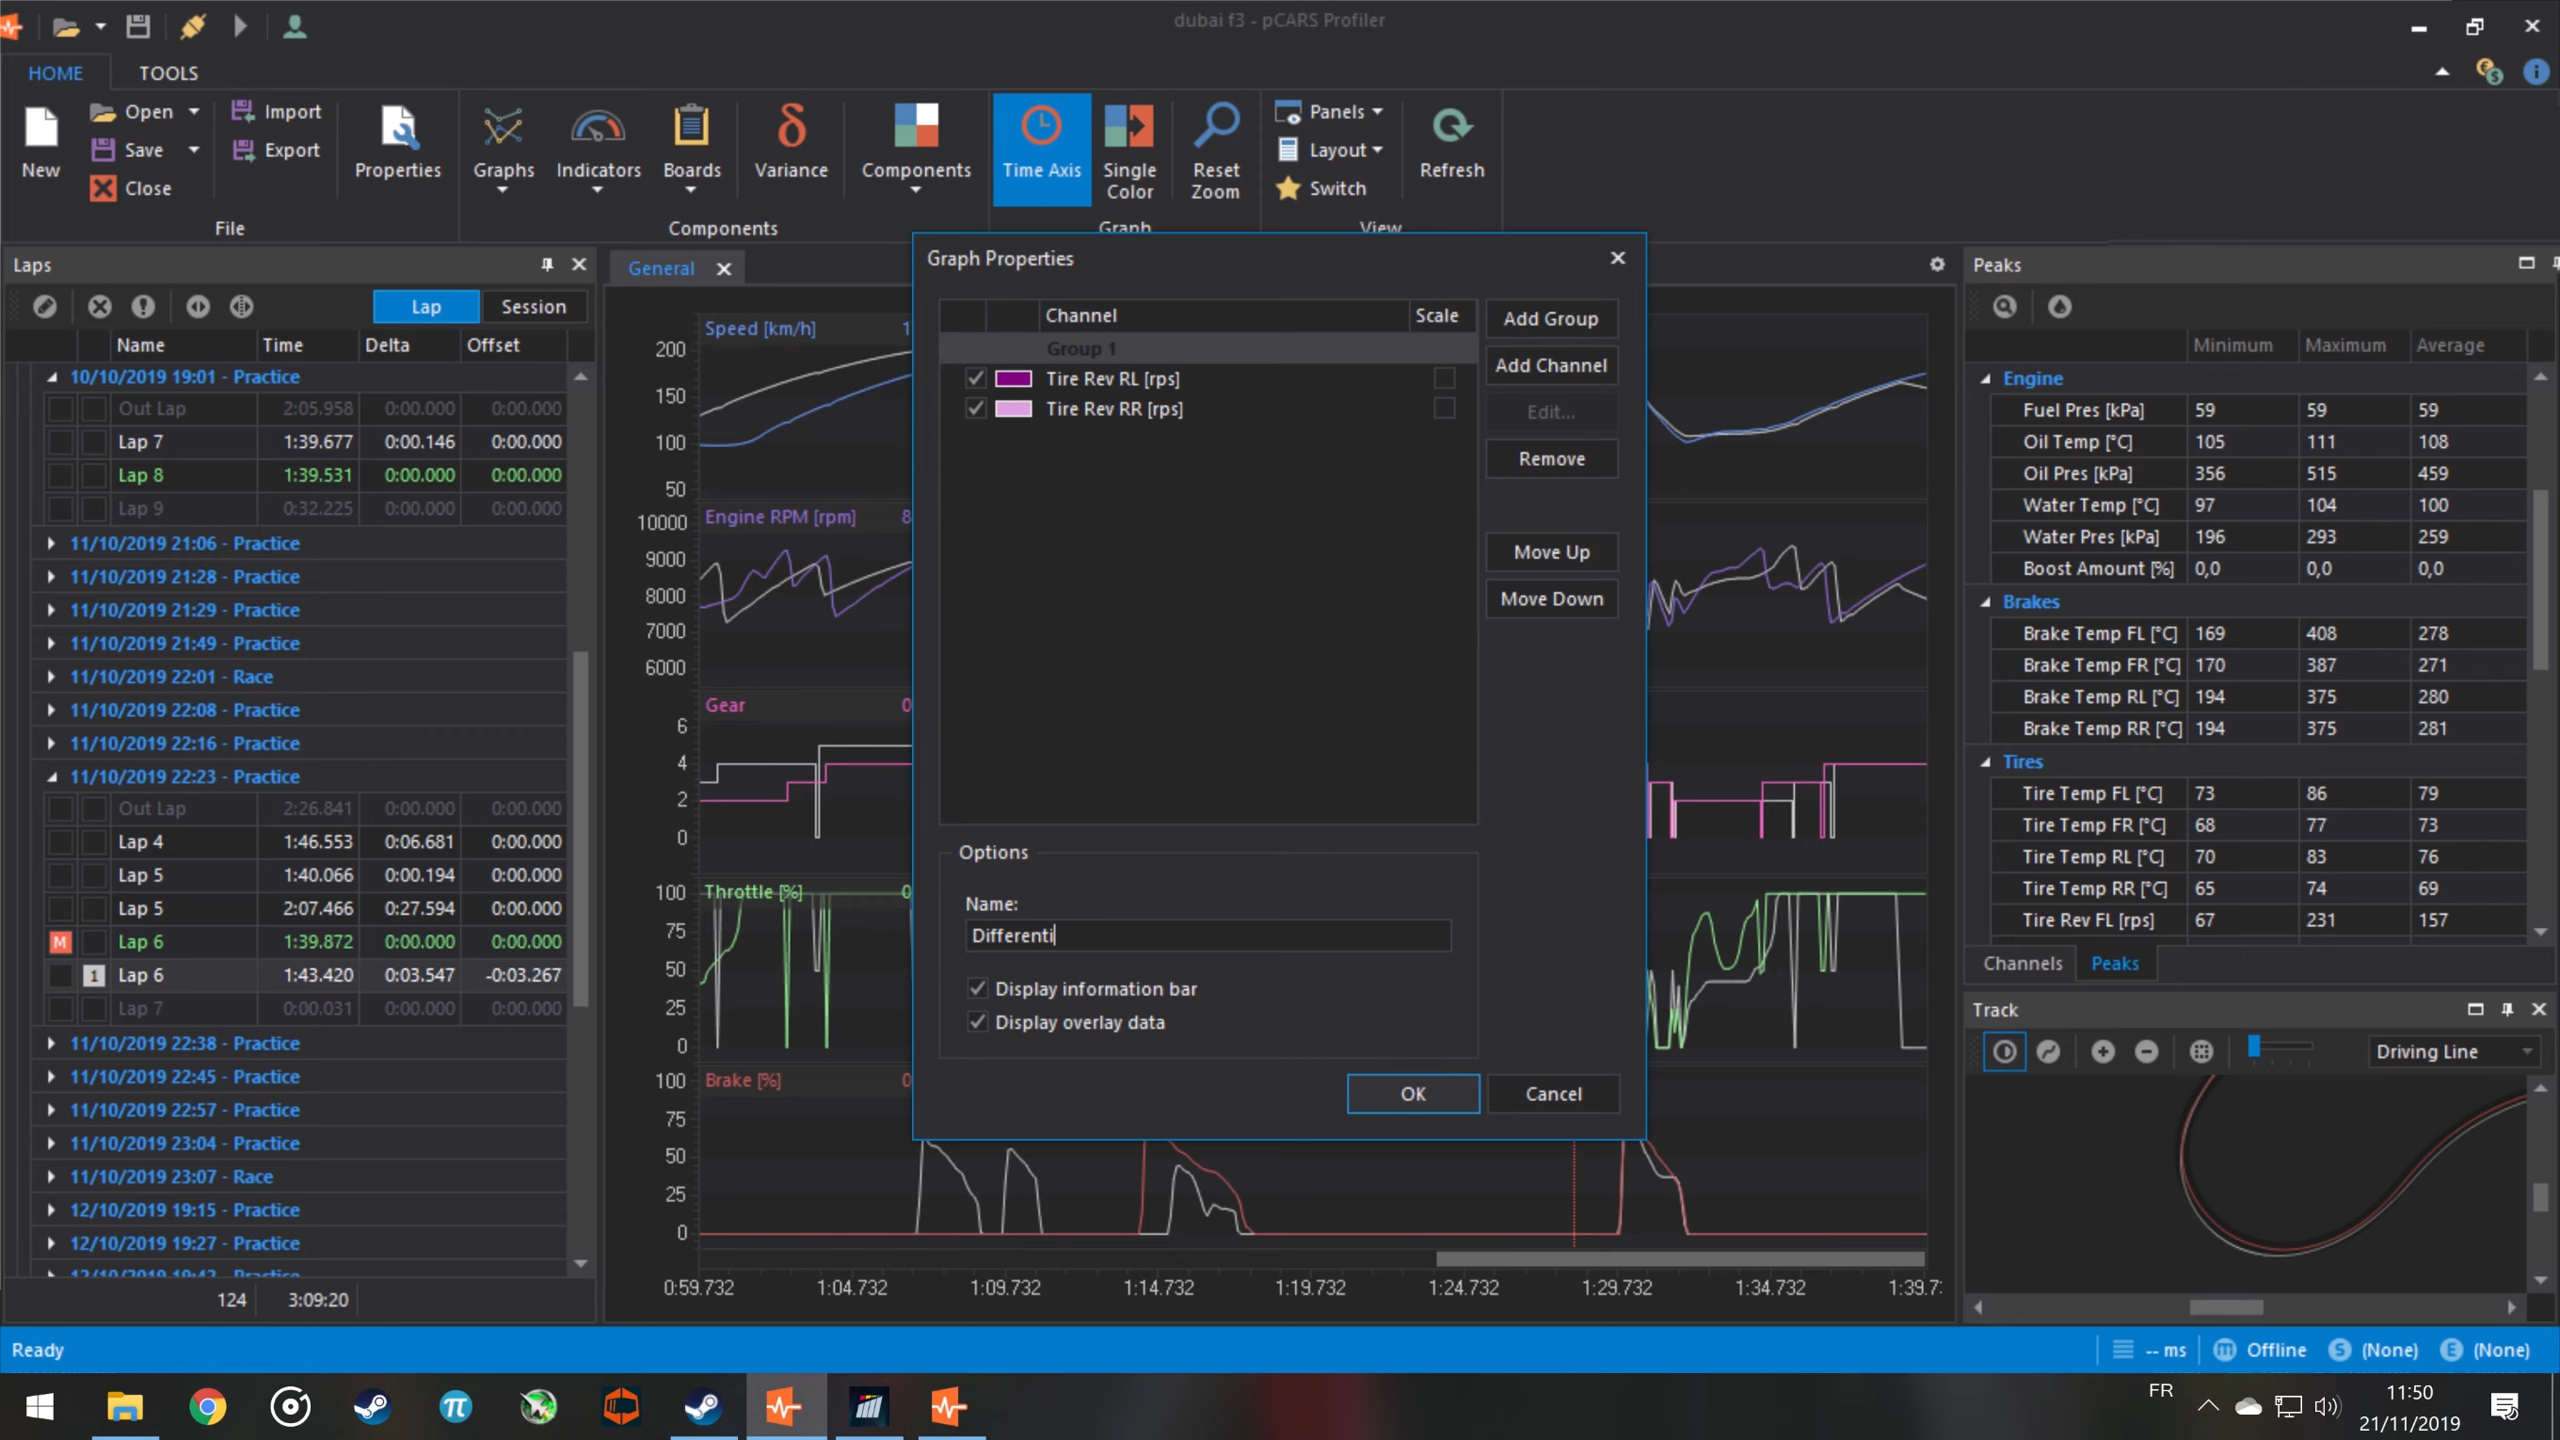 dubai f3 - pCARS Profiler
HOME
TOOLS
New
Open
Save
Close
Import
Export
Properties
Graphs
Indicators
Boards
Variance
Components
Time Axis
Single Color
Reset Zoom
Panels
Layout
Switch
Refresh
File
Components
Graph
View
Laps
Lap
Session
Name Time Delta Offset
10/10/2019 19:01 - Practice
Out Lap 2:05.958 0:00.000 0:00.000
Lap 7 1:39.677 0:00.146 0:00.000
Lap 8 1:39.531 0:00.000 0:00.000
Lap 9 0:32.225 0:00.000 0:00.000
11/10/2019 21:06 - Practice
11/10/2019 21:28 - Practice
11/10/2019 21:29 - Practice
11/10/2019 21:49 - Practice
11/10/2019 22:01 - Race
11/10/2019 22:08 - Practice
11/10/2019 22:16 - Practice
11/10/2019 22:23 - Practice
Out Lap 2:26.841 0:00.000 0:00.000
Lap 4 1:46.553 0:06.681 0:00.000
Lap 5 1:40.066 0:00.194 0:00.000
Lap 5 2:07.466 0:27.594 0:00.000
M Lap 6 1:39.872 0:00.000 0:00.000
1 Lap 6 1:43.420 0:03.547 -0:03.267
Lap 7 0:00.031 0:00.000 0:00.000
11/10/2019 22:38 - Practice
11/10/2019 22:45 - Practice
11/10/2019 22:57 - Practice
11/10/2019 23:04 - Practice
11/10/2019 23:07 - Race
12/10/2019 19:15 - Practice
12/10/2019 19:27 - Practice
12/10/2019 19:42 - Practice
124 3:09:20
General
Speed [km/h] 1
200
150
100
50
Engine RPM [rpm] 8
10000
9000
8000
7000
6000
Gear 0
6
4
2
0
Throttle [%] 0
100
75
50
25
0
Brake [%] 0
100
75
50
25
0
0:59.732 1:04.732 1:09.732 1:14.732 1:19.732 1:24.732 1:29.732 1:34.732 1:39.7
Graph Properties
Channel Scale
Group 1
Tire Rev RL [rps]
Tire Rev RR [rps]
Add Group
Add Channel
Edit...
Remove
Move Up
Move Down
Options
Name:
Differenti
Display information bar
Display overlay data
OK
Cancel
Peaks
Minimum Maximum Average
Engine
Fuel Pres [kPa] 59 59 59
Oil Temp [°C] 105 111 108
Oil Pres [kPa] 356 515 459
Water Temp [°C] 97 104 100
Water Pres [kPa] 196 293 259
Boost Amount [%] 0,0 0,0 0,0
Brakes
Brake Temp FL [°C] 169 408 278
Brake Temp FR [°C] 170 387 271
Brake Temp RL [°C] 194 375 280
Brake Temp RR [°C] 194 375 281
Tires
Tire Temp FL [°C] 73 86 79
Tire Temp FR [°C] 68 77 73
Tire Temp RL [°C] 70 83 76
Tire Temp RR [°C] 65 74 69
Tire Rev FL [rps] 67 231 157
Channels
Peaks
Track
Driving Line
Ready
-- ms
Offline
S (None)
E (None)
FR
11:50
21/11/2019